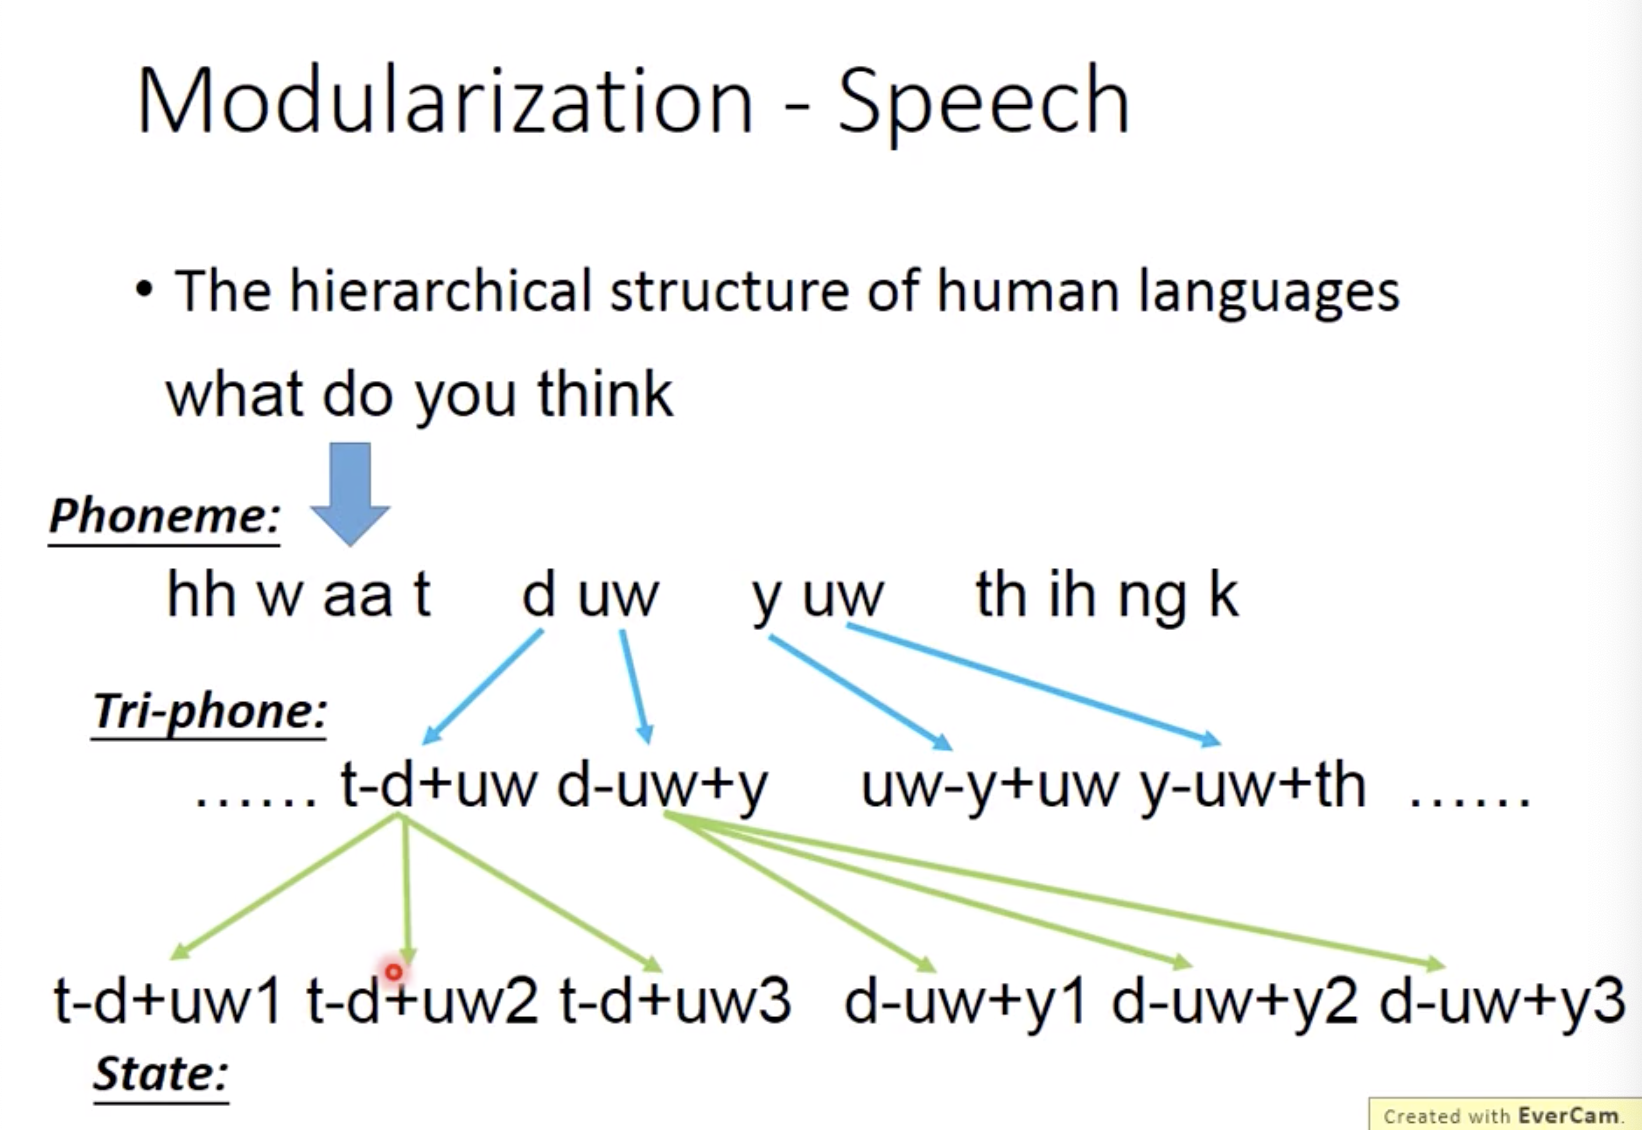 Modularization - Speech
• The hierarchical structure of human languages
what do you think
Phoneme:
hh w aa t d uw y uw th ih ng k
Tri-phone:
…… t-d+uw d-uw+y uw-y+uw y-uw+th ……
t-d+uw1 t-d+uw2 t-d+uw3 d-uw+y1 d-uw+y2 d-uw+y3
State:
Created with EverCam.